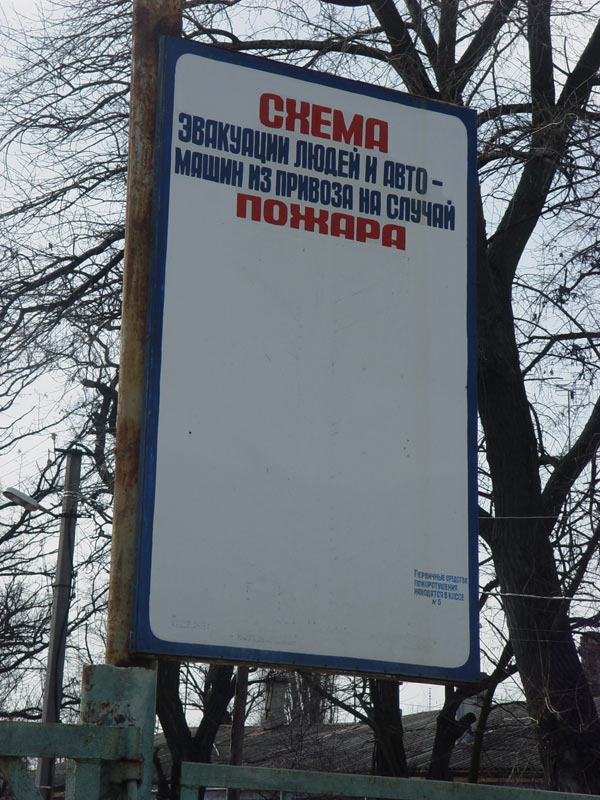 СХЕМА
ЭВАКУАЦИИ ЛЮДЕЙ И АВТО-
МАШИН ИЗ ПРИВОЗА НА СЛУЧАЙ
ПОЖАРА
Первичные средства
пожаротушения
находятся в кассе
№ 5